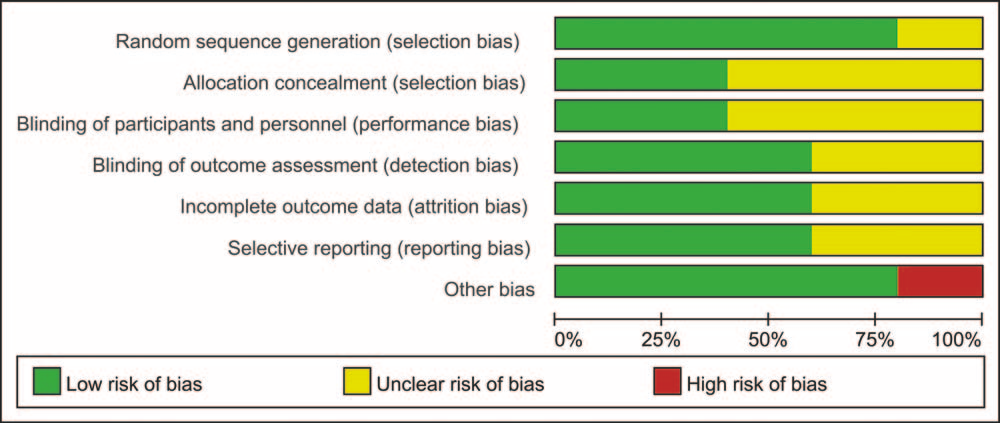 Random sequence generation (selection bias)
Allocation concealment (selection bias)
Blinding of participants and personnel (performance bias)
Blinding of outcome assessment (detection bias)
Incomplete outcome data (attrition bias)
Selective reporting (reporting bias)
Other bias
0% 25% 50% 75% 100%
Low risk of bias Unclear risk of bias High risk of bias